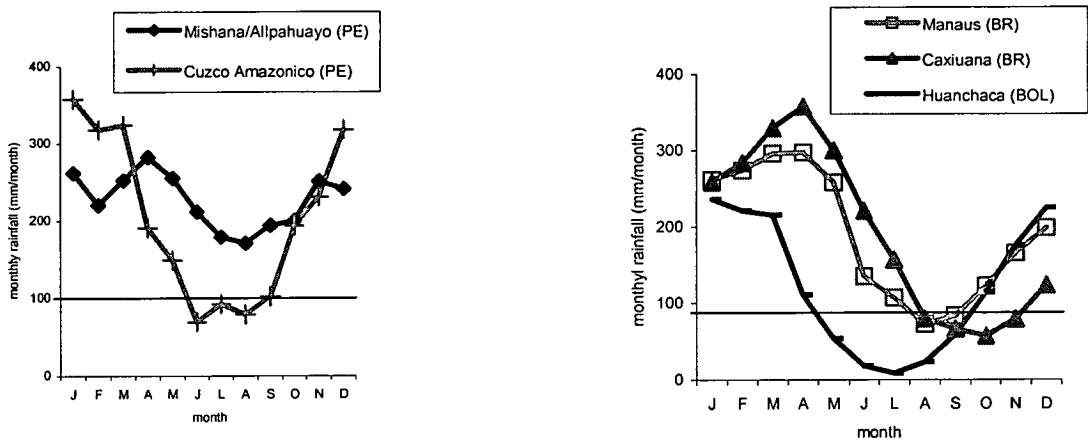 Mishana/Allpahuayo (PE)
Cuzco Amazonico (PE)
400
300
200
100
0
monthly rainfall (mm/month)
J F M A M J L A S O N D
month
Manaus (BR)
Caxiuana (BR)
Huanchaca (BOL)
400
300
200
100
0
monthyl rainfall (mm/month)
J F M A M J L A S O N D
month